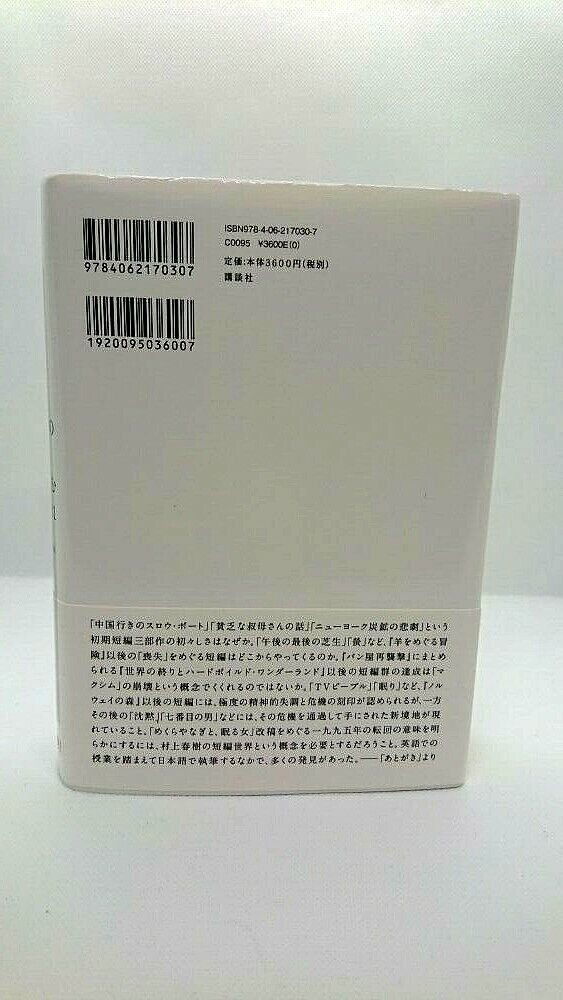 ISBN978-4-06-217030-7
C0095 ¥3600E(0)
定価:本体3600円(税別)
講談社
9784062170307
1920095036007
「中国行きのスロウ・ボート」「貧乏な叔母さんの話」「ニューヨーク炭鉱の悲劇」という
初期短編三部作の初々しさはなぜか。「午後の最後の芝生」「螢」など、『羊をめぐる冒
険』以後の「喪失」をめぐる短編はどこからやってくるのか。『パン屋再襲撃』にまとめ
られる『世界の終りとハードボイルド・ワンダーランド』以後の短編群の達成は「マ
クシム」の崩壊という概念でくくれるのではないか。「TVピープル」「眠り」など、『ノル
ウェイの森』以後の短編には、極度の精神的失調と危機の刻印が認められるが、一方
その後の「沈黙」「七番目の男」などには、その危機を通過して手にされた新境地が現
れていること。「めくらやなぎと、眠る女」改稿をめぐる一九九五年の転回の意味を明
らかにするには、村上春樹の短編世界という概念を必要とするだろうこと。英語での
授業を踏まえて日本語で執筆するなかで、多くの発見があった。——「あとがき」より